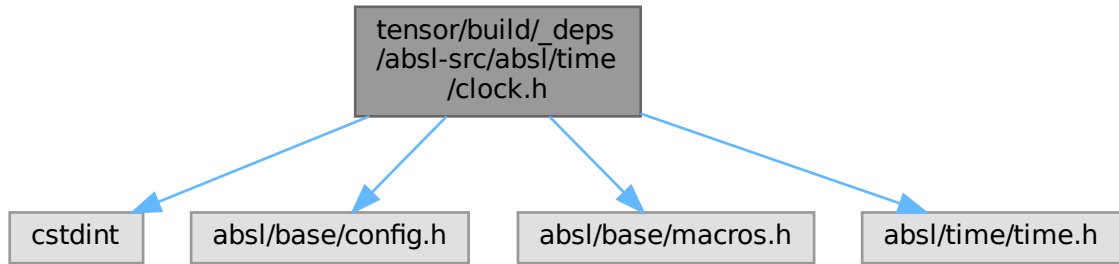 tensor/build/_deps
/absl-src/absl/time
/clock.h
cstdint
absl/base/config.h
absl/base/macros.h
absl/time/time.h